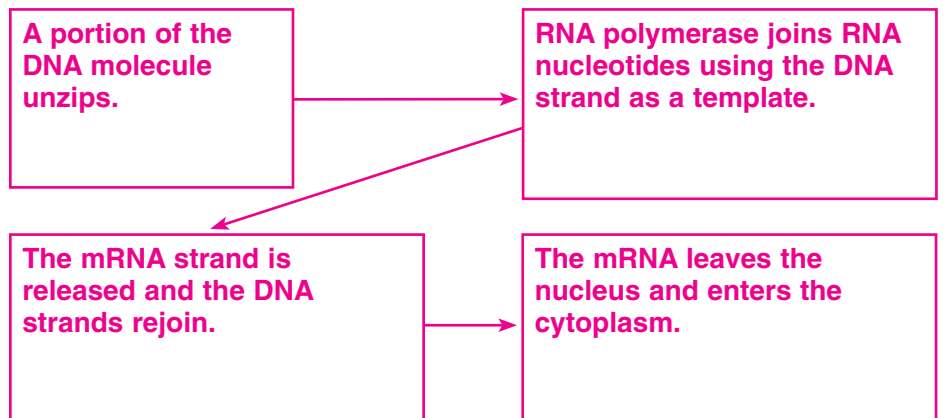 A portion of the
DNA molecule
unzips.
RNA polymerase joins RNA
nucleotides using the DNA
strand as a template.
The mRNA strand is
released and the DNA
strands rejoin.
The mRNA leaves the
nucleus and enters the
cytoplasm.